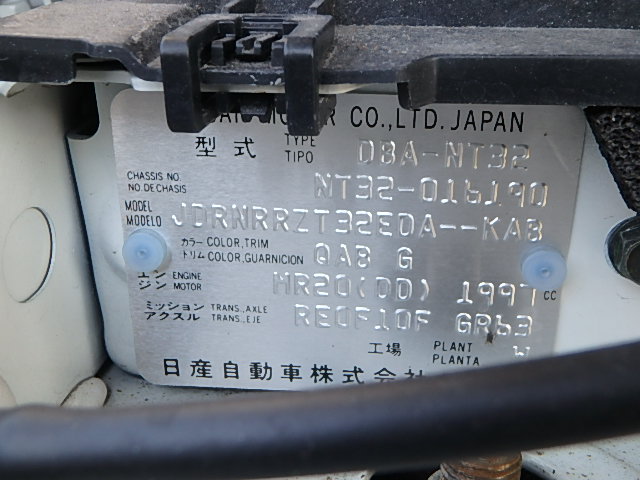 CO.,LTD. JAPAN
型式 TYPE TIPO DBA-NT32
CHASSIS NO. NO.DE CHASIS NT32-016190
MODEL MODELO JDRNRRZT32EDA--KAB
カラー COLOR,TRIM トリム COLOR,GUARNICION QAB G
エンジン ENGINE MOTOR MR20(DD) 1997 CC
ミッション TRANS.,AXLE アクスル TRANS.,EJE RE0F10F GR63
工場 PLANT PLANTA W
日産自動車株式会